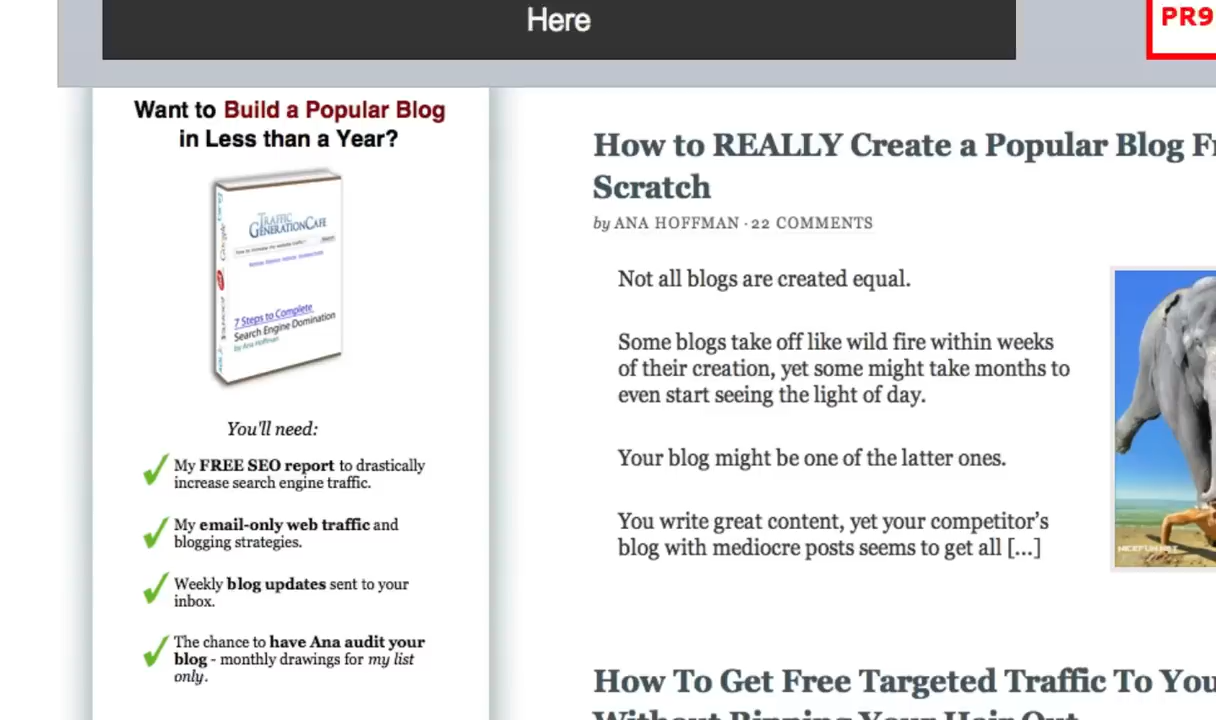 Here
PR9
Want to Build a Popular Blog
in Less than a Year?
TRAFFIC
GENERATIONCAFE
7 Steps to Complete
Search Engine Domination
by Ana Hoffman
You'll need:
My FREE SEO report to drastically
increase search engine traffic.
My email-only web traffic and
blogging strategies.
Weekly blog updates sent to your
inbox.
The chance to have Ana audit your
blog - monthly drawings for my list
only.
How to REALLY Create a Popular Blog Fr
Scratch
by ANA HOFFMAN · 22 COMMENTS
Not all blogs are created equal.
Some blogs take off like wild fire within weeks
of their creation, yet some might take months to
even start seeing the light of day.
Your blog might be one of the latter ones.
You write great content, yet your competitor's
blog with mediocre posts seems to get all [...]
How To Get Free Targeted Traffic To You
Without Ripping Your Hair Out